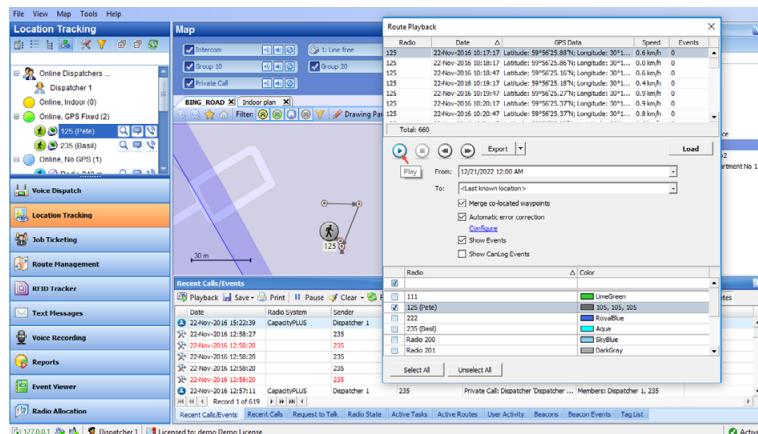 File View Map Tools Help
Location Tracking
Online Dispatchers ...
Dispatcher 1
Online, Indoor (0)
Online, GPS Fixed (2)
125 (Pete)
235 (Basil)
Online, No GPS (1)
Voice Dispatch
Location Tracking
Job Ticketing
Route Management
RFID Tracker
Text Messages
Voice Recording
Reports
Event Viewer
Radio Allocation
Map
Intercom
1: Line free
Group 10
Group 20
Private Call
BING_ROAD X Indoor plan X
Filter:
Drawing Pa
125
30 m
Recent Calls/Events
Playback Save Print Pause Clear
Date Radio System Sender
22-Nov-2016 15:22:39 CapacityPLUS Dispatcher 1
22-Nov-2016 12:58:27 235
22-Nov-2016 12:58:20 235
22-Nov-2016 12:58:20 235
22-Nov-2016 12:58:20 235
22-Nov-2016 12:58:20 235
22-Nov-2016 12:57:11 CapacityPLUS Dispatcher 1 235 Private Call: Dispatcher 'Dispatcher ... Members: Dispatcher 1, 235
Record 1 of 619
Recent Calls/Events Recent Calls Request to Talk Radio State Active Tasks Active Routes User Activity Beacons Beacon Events Tag List
127.0.0.1 Dispatcher 1 Licensed to: demo Demo License
Active
Route Playback
Radio Date GPS Data Speed Events
125 22-Nov-2016 10:17:17 Latitude: 59°56'25.88"N; Longitude: 30°1... 0.6 km/h 0
125 22-Nov-2016 10:18:17 Latitude: 59°56'25.86"N; Longitude: 30°1... 0.0 km/h 0
125 22-Nov-2016 10:18:47 Latitude: 59°56'25.16"N; Longitude: 30°1... 0.6 km/h 0
125 22-Nov-2016 10:19:17 Latitude: 59°56'25.18"N; Longitude: 30°1... 0.4 km/h 0
125 22-Nov-2016 10:19:47 Latitude: 59°56'25.27"N; Longitude: 30°1... 0.9 km/h 0
125 22-Nov-2016 10:20:17 Latitude: 59°56'25.37"N; Longitude: 30°1... 0.9 km/h 0
125 22-Nov-2016 10:20:47 Latitude: 59°56'25.37"N; Longitude: 30°1... 0.6 km/h 0
Total: 660
Export
Load
Play
From: 12/21/2022 12:00 AM
To: <Last known location>
Merge co-located waypoints
Automatic error correction
Configure
Show Events
Show CanLog Events
Radio Color
111 LimeGreen
125 (Pete) 105, 105, 105
222 RoyalBlue
235 (Basil) Aqua
Radio 200 SkyBlue
Radio 201 DarkGray
Select All Unselect All